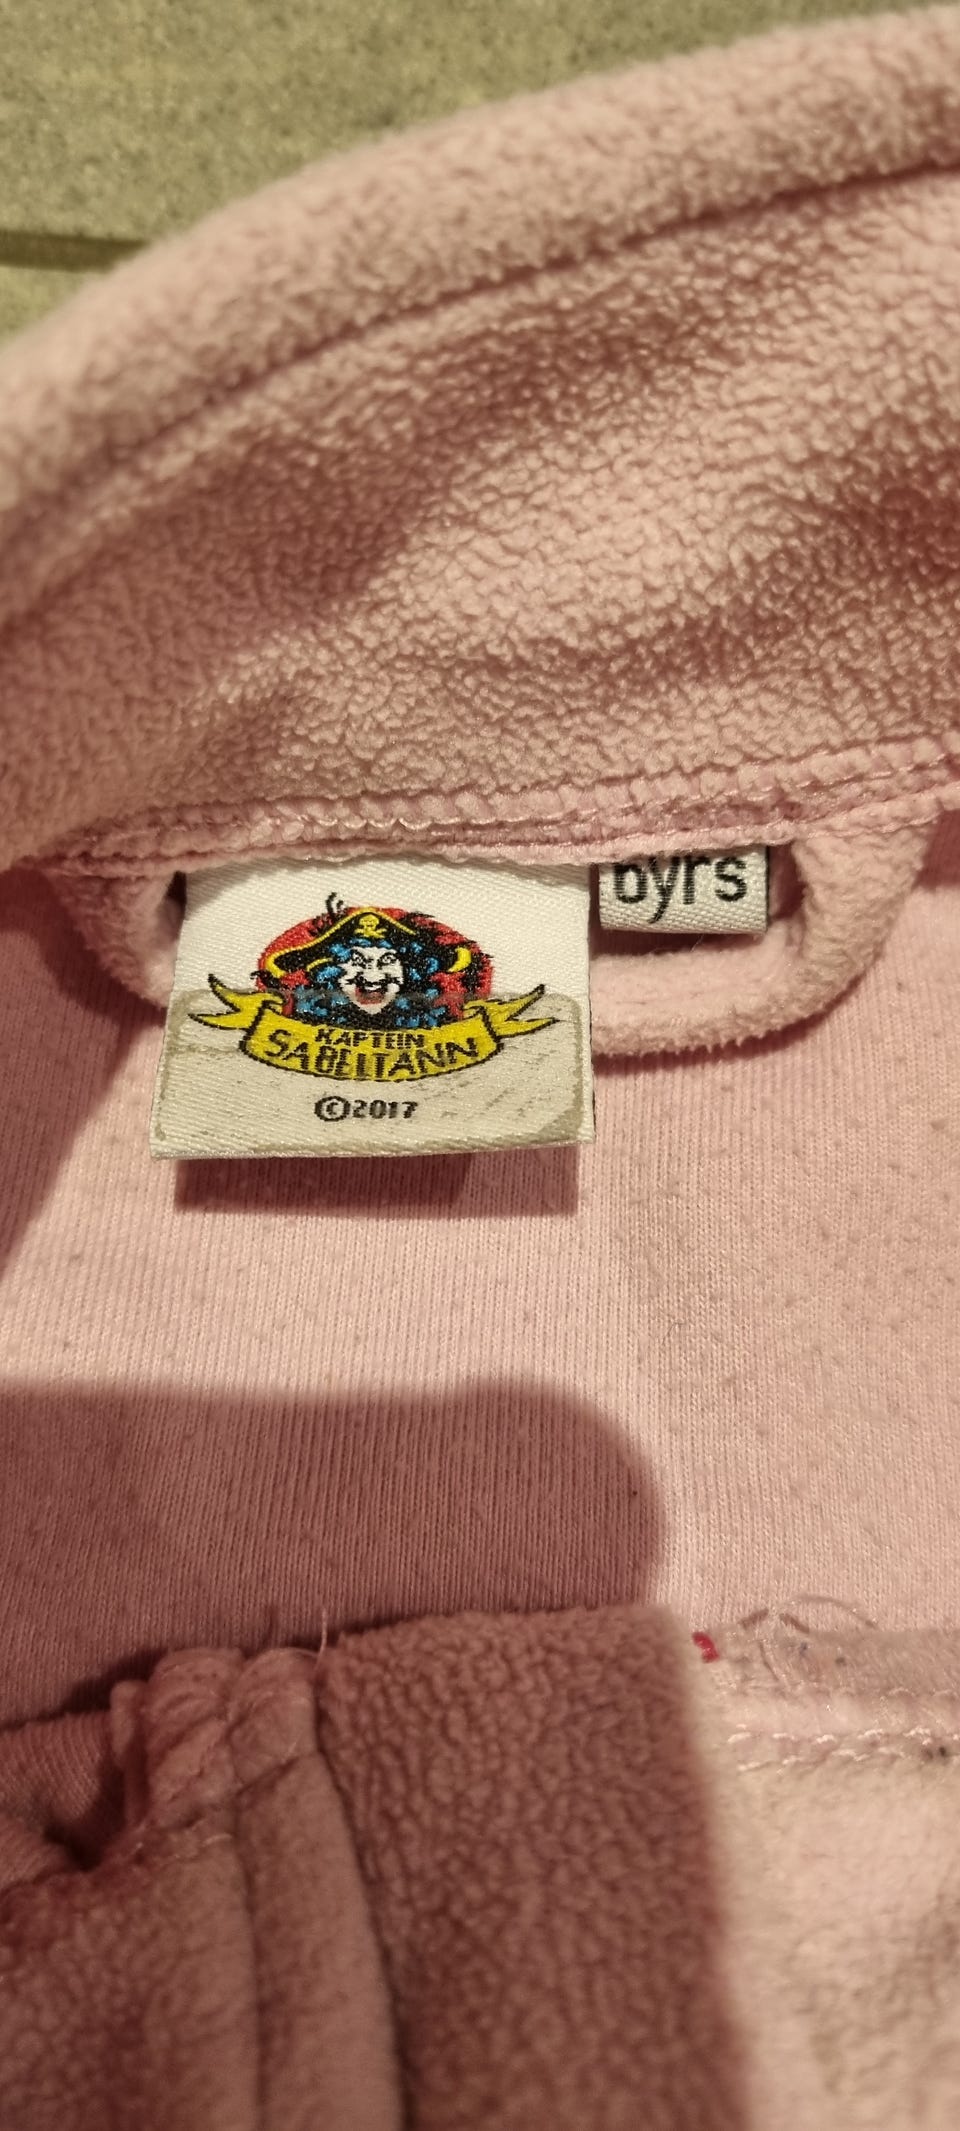 6yrs
KAPTEIN
SABELTANN
©2017